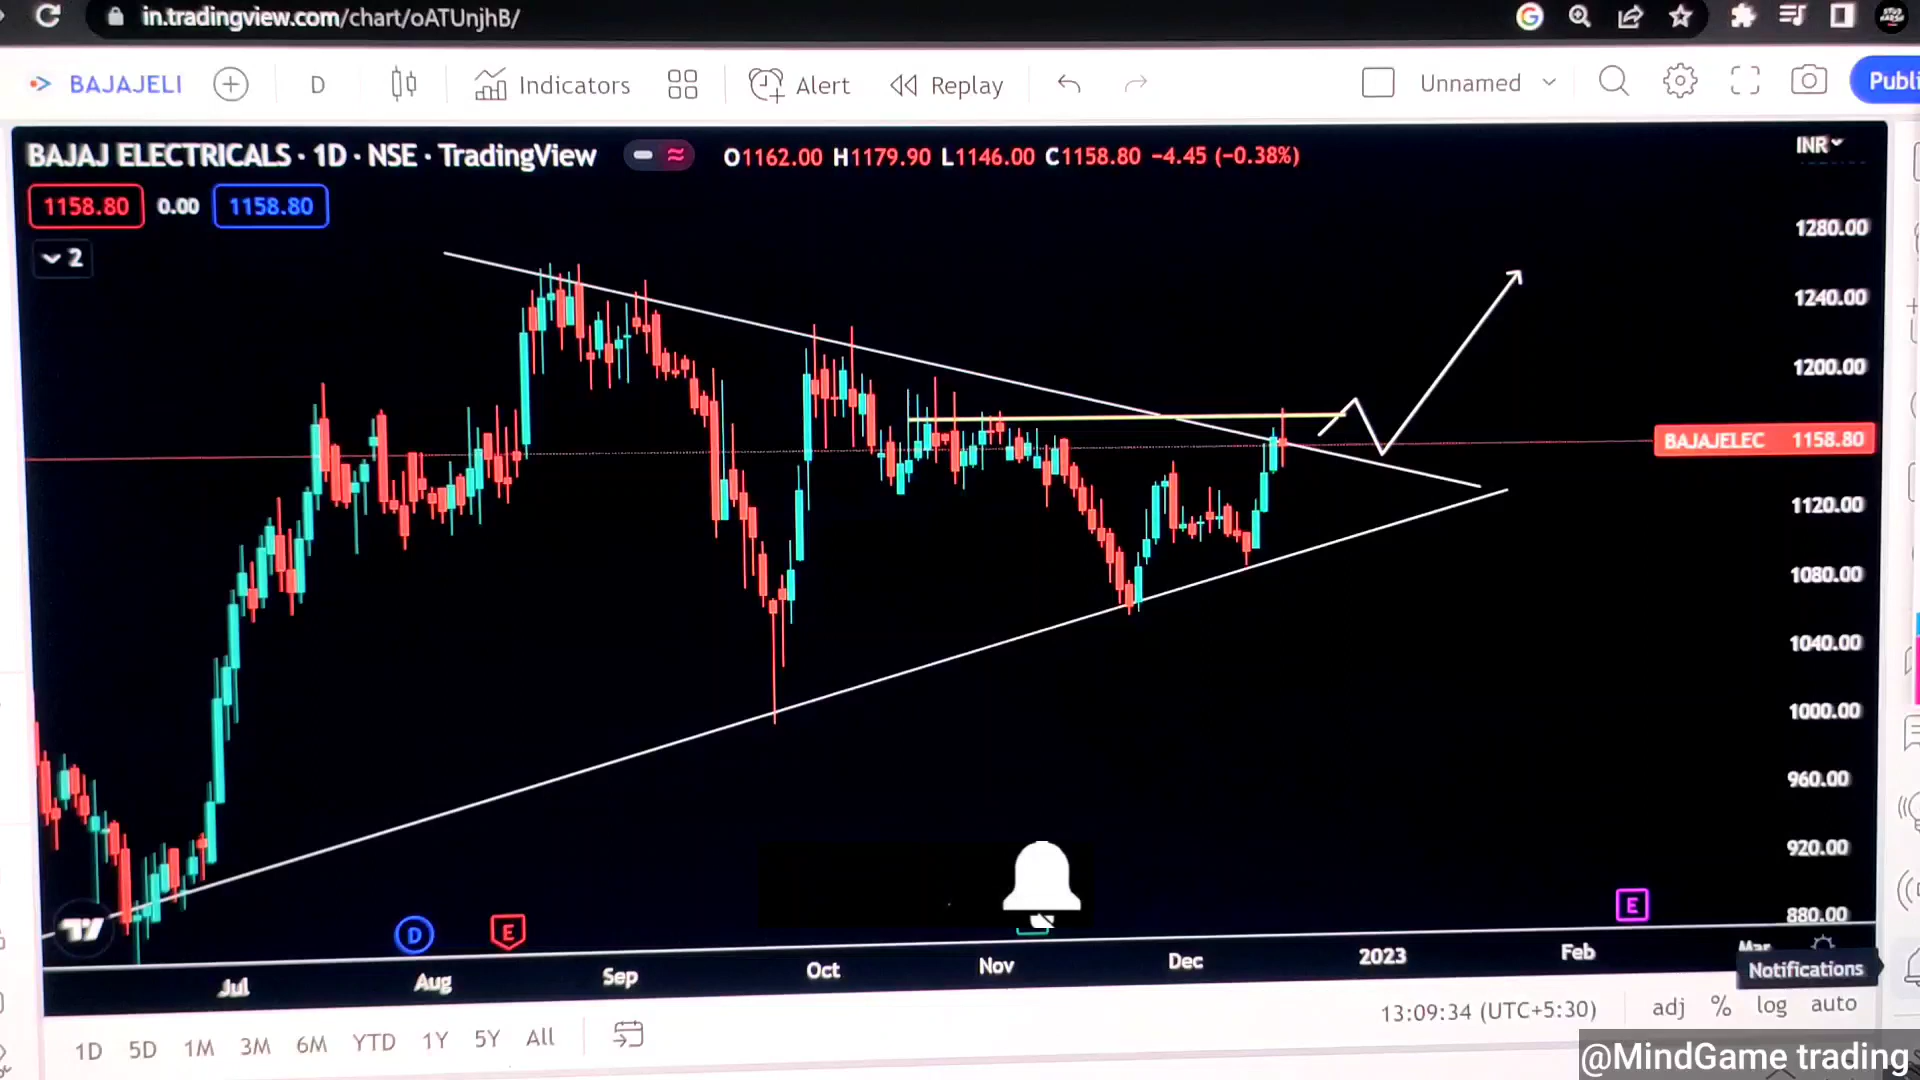 in.tradingview.com/chart/oATUnjhB/
BAJAJELI
D
Indicators
Alert
Replay
Unnamed
Publi
BAJAJ ELECTRICALS · 1D · NSE · TradingView
O1162.00 H1179.90 L1146.00 C1158.80 −4.45 (−0.38%)
INR
1158.80
0.00
1158.80
2
1280.00
1240.00
1200.00
BAJAJELEC 1158.80
1120.00
1080.00
1040.00
1000.00
960.00
920.00
880.00
D
E
E
Jul
Aug
Sep
Oct
Nov
Dec
2023
Feb
Mar
Notifications
13:09:34 (UTC+5:30)
adj
%
log
auto
1D
5D
1M
3M
6M
YTD
1Y
5Y
All
@MindGame trading